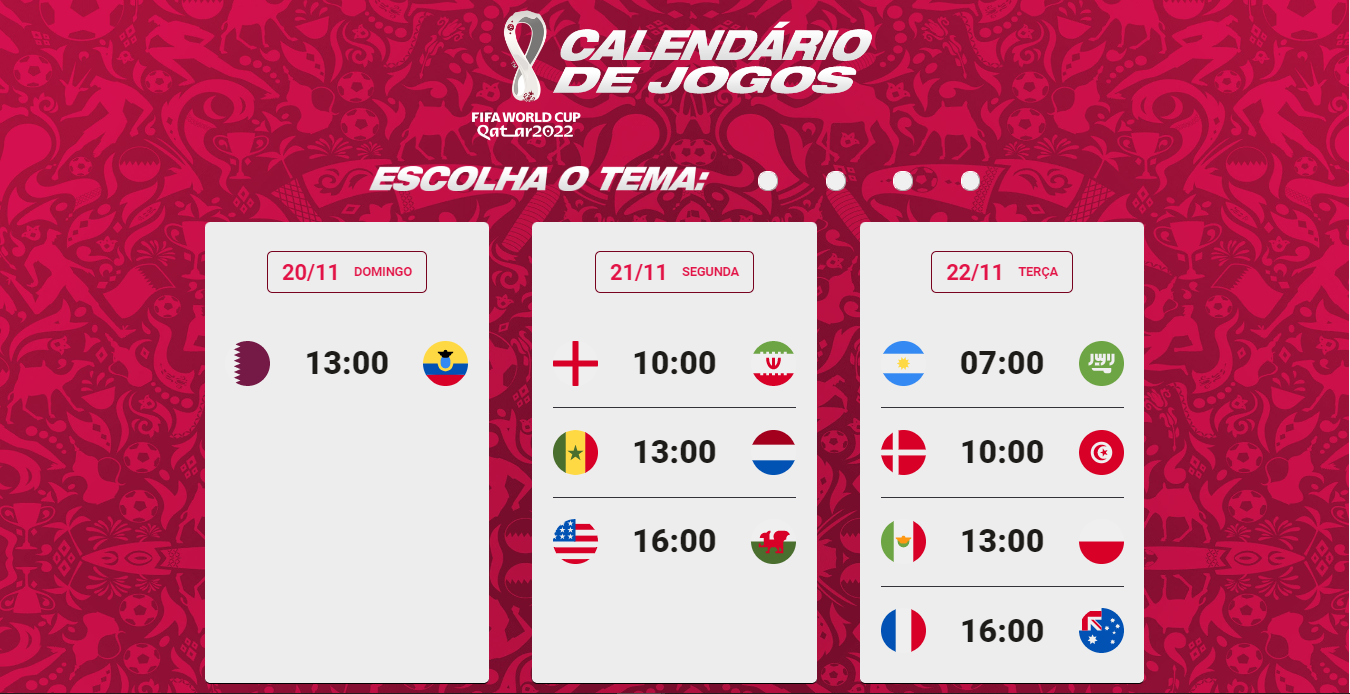 CALENDÁRIO
DE JOGOS
FIFA WORLD CUP
Qatar2022
ESCOLHA O TEMA:
20/11 DOMINGO
13:00
21/11 SEGUNDA
10:00
13:00
16:00
22/11 TERÇA
07:00
10:00
13:00
16:00